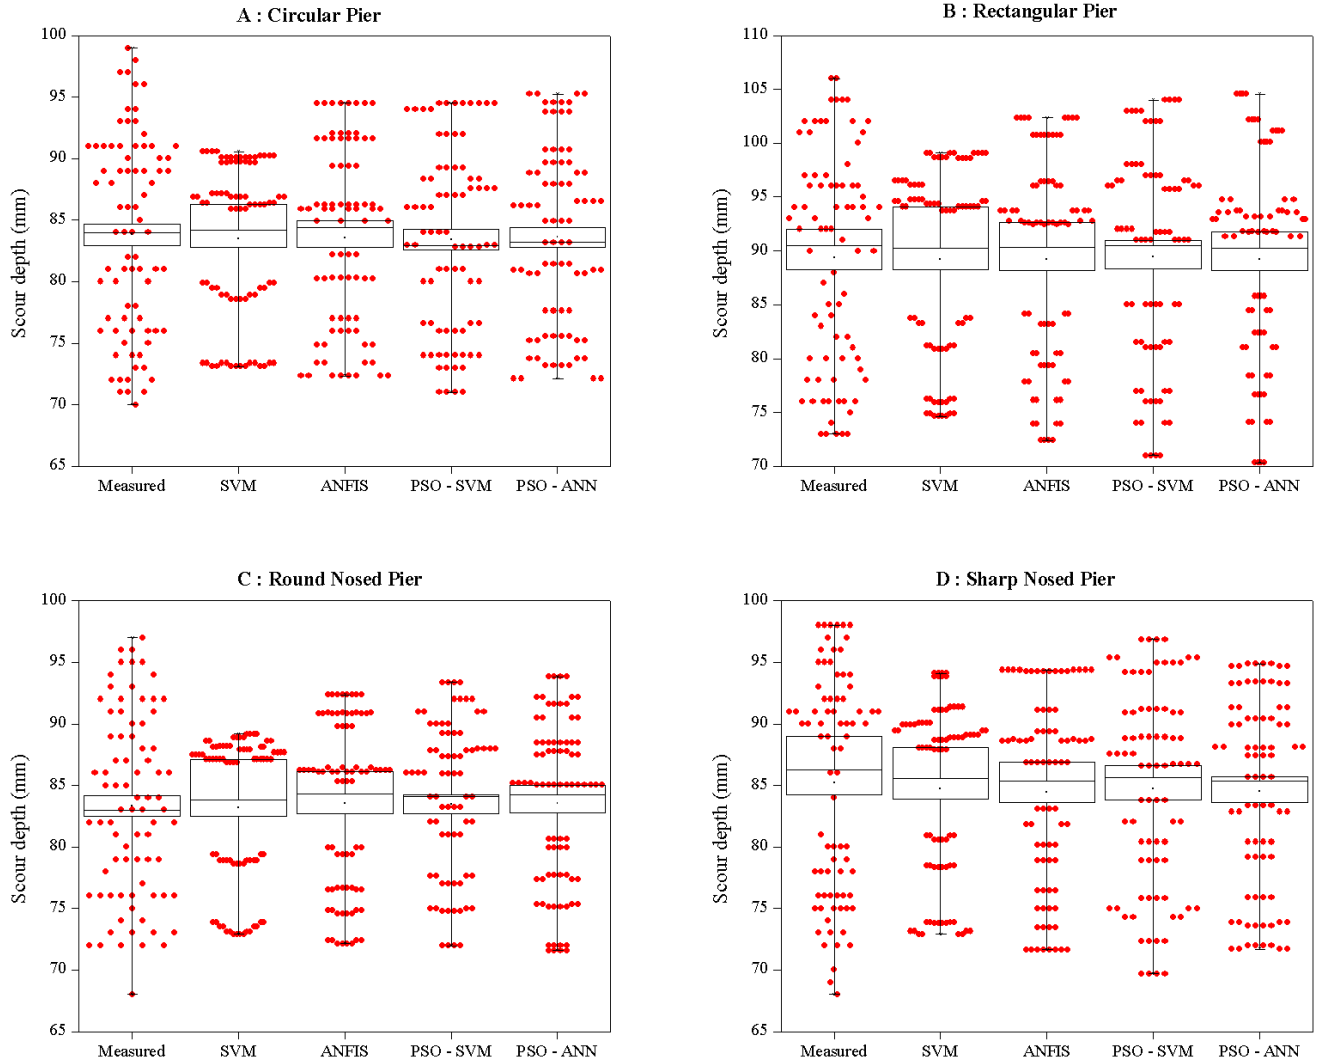 A : Circular Pier
Scour depth (mm)
100
95
90
85
80
75
70
65
Measured SVM ANFIS PSO - SVM PSO - ANN
B : Rectangular Pier
Scour depth (mm)
110
105
100
95
90
85
80
75
70
Measured SVM ANFIS PSO - SVM PSO - ANN
C : Round Nosed Pier
Scour depth (mm)
100
95
90
85
80
75
70
65
Measured SVM ANFIS PSO - SVM PSO - ANN
D : Sharp Nosed Pier
Scour depth (mm)
100
95
90
85
80
75
70
65
Measured SVM ANFIS PSO - SVM PSO - ANN